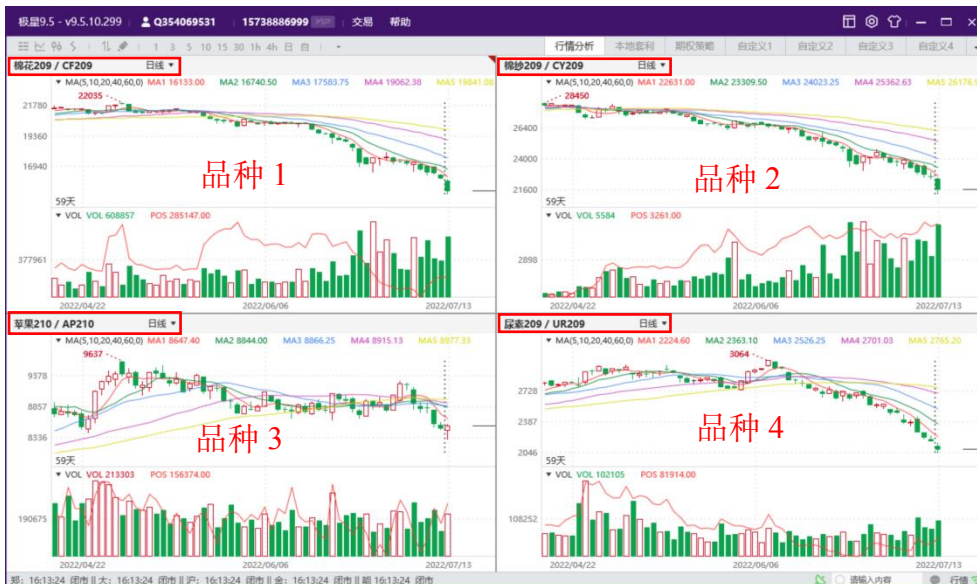 极星9.5 - v9.5.10.299 Q354069531 15738886999 VSP 交易 帮助
1 3 5 10 15 30 1h 4h 日 自
行情分析 本地套利 期权策略 自定义1 自定义2 自定义3 自定义4
棉花209 / CF209 日线
MA(5,10,20,40,60,0) MA1 16133.00 MA2 16740.50 MA3 17583.75 MA4 19062.38 MA5 19841.08
22035
21780
19360
16940
品种 1
59天
VOL VOL 608857 POS 285147.00
377961
2022/04/22 2022/06/06 2022/07/13
棉纱209 / CY209 日线
MA(5,10,20,40,60,0) MA1 22631.00 MA2 23309.50 MA3 24023.25 MA4 25362.63 MA5 26176.9
28450
26400
24000
21600
品种 2
59天
VOL VOL 5584 POS 3261.00
2898
2022/04/22 2022/06/06 2022/07/13
苹果210 / AP210 日线
MA(5,10,20,40,60,0) MA1 8647.40 MA2 8844.00 MA3 8866.25 MA4 8915.13 MA5 8977.33
9637
9378
8857
8336
品种 3
59天
VOL VOL 213303 POS 156374.00
190675
2022/04/22 2022/06/06 2022/07/13
尿素209 / UR209 日线
MA(5,10,20,40,60,0) MA1 2224.60 MA2 2363.10 MA3 2526.25 MA4 2701.03 MA5 2765.20
3064
2728
2387
2046
品种 4
59天
VOL VOL 102105 POS 81914.00
108252
2022/04/22 2022/06/06 2022/07/13
郑: 16:13:24 闭市 || 大: 16:13:24 闭市 || 沪: 16:13:24 闭市 || 金: 16:13:24 闭市 || 能 16:13:24 闭市
请输入内容 行情